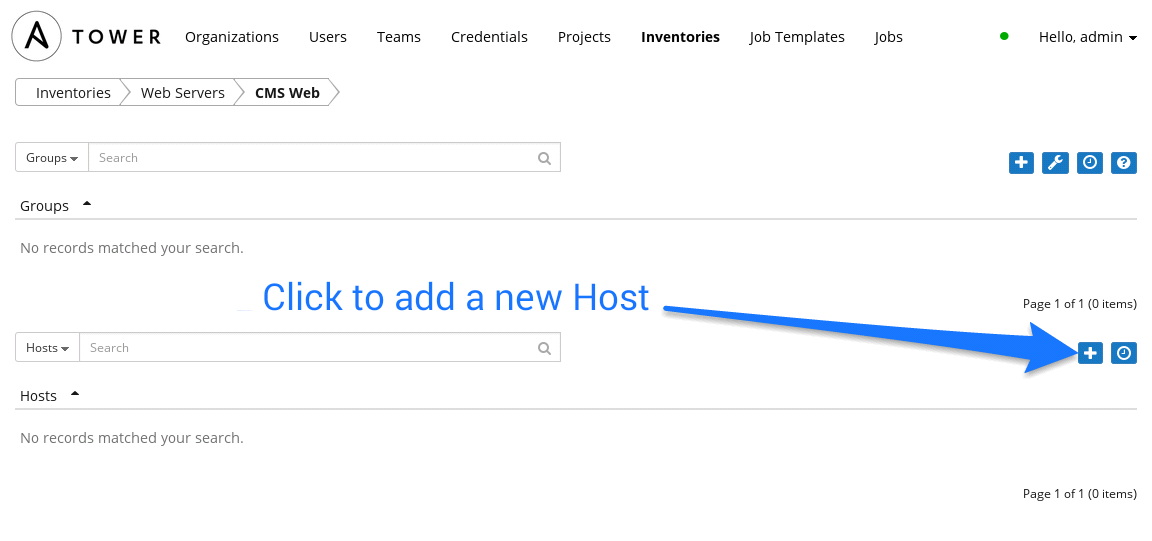 TOWER Organizations Users Teams Credentials Projects Inventories Job Templates Jobs Hello, admin
Inventories Web Servers CMS Web
Groups Search
Groups
No records matched your search.
Click to add a new Host
Page 1 of 1 (0 items)
Hosts Search
Hosts
No records matched your search.
Page 1 of 1 (0 items)